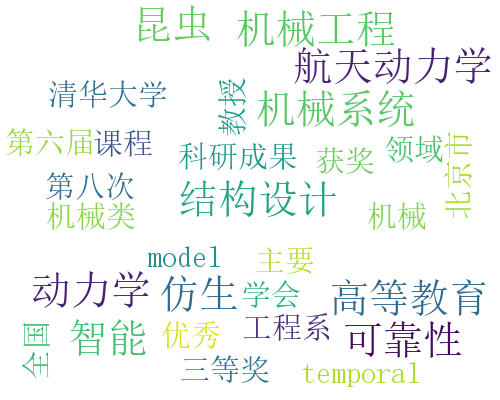 昆虫 机械工程
航天动力学
清华大学 教授 机械系统
第六届 课程 科研成果 获奖 领域 北京市
第八次 结构设计
机械类 机械
model 主要
动力学 仿生 学会 高等教育
全国 智能 优秀 工程系 可靠性
三等奖 temporal